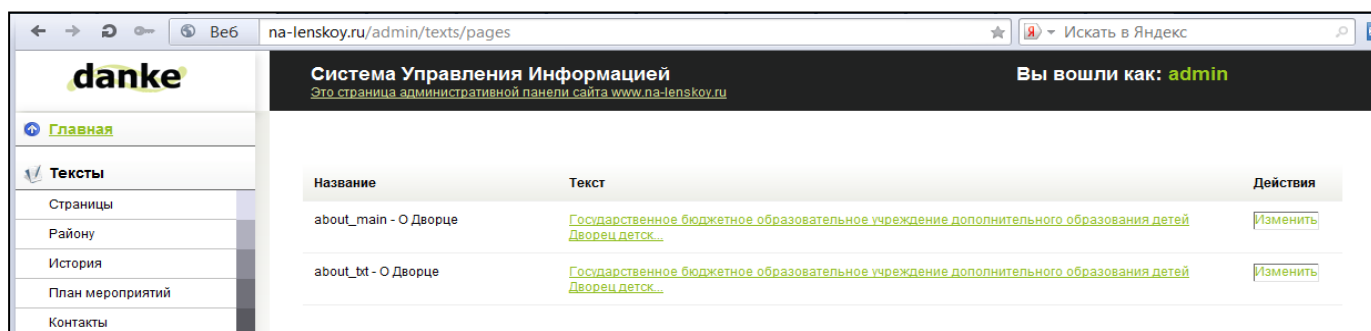 Веб
na-lenskoy.ru/admin/texts/pages
Я
Искать в Яндекс
danke
Система Управления Информацией
Вы вошли как: admin
Это страница административной панели сайта www.na-lenskoy.ru
Главная
Тексты
Страницы
Району
История
План мероприятий
Контакты
Название
Текст
Действия
about_main - О Дворце
Государственное бюджетное образовательное учреждение дополнительного образования детей
Дворец детск...
Изменить
about_txt - О Дворце
Государственное бюджетное образовательное учреждение дополнительного образования детей
Дворец детск...
Изменить